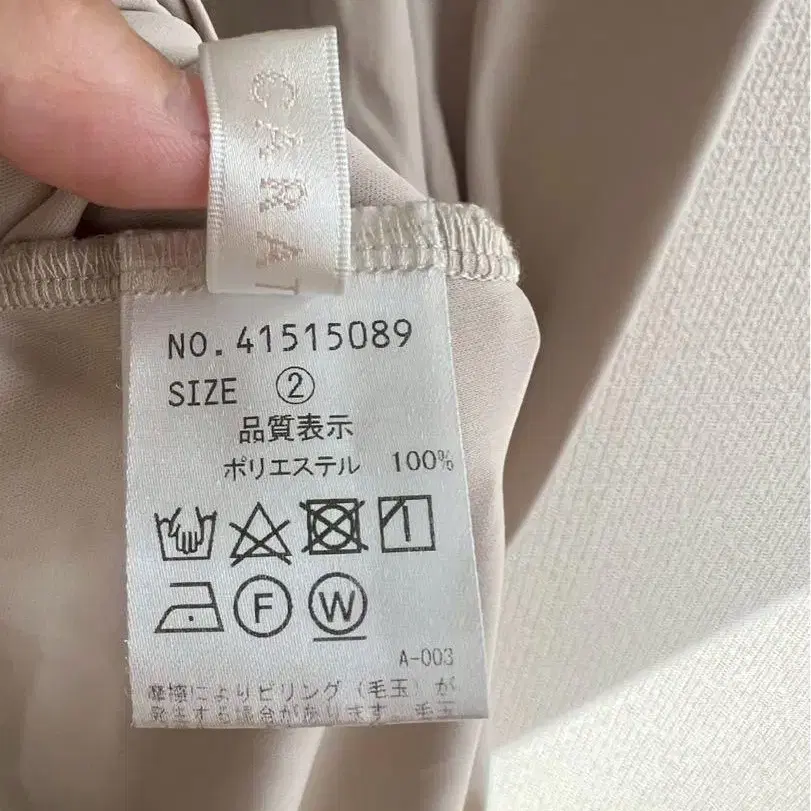 CARAT
NO.41515089
SIZE ②
品質表示
ポリエステル 100%
F W
A-003
摩擦によりピリング(毛玉)が
発生する場合があります 毛玉